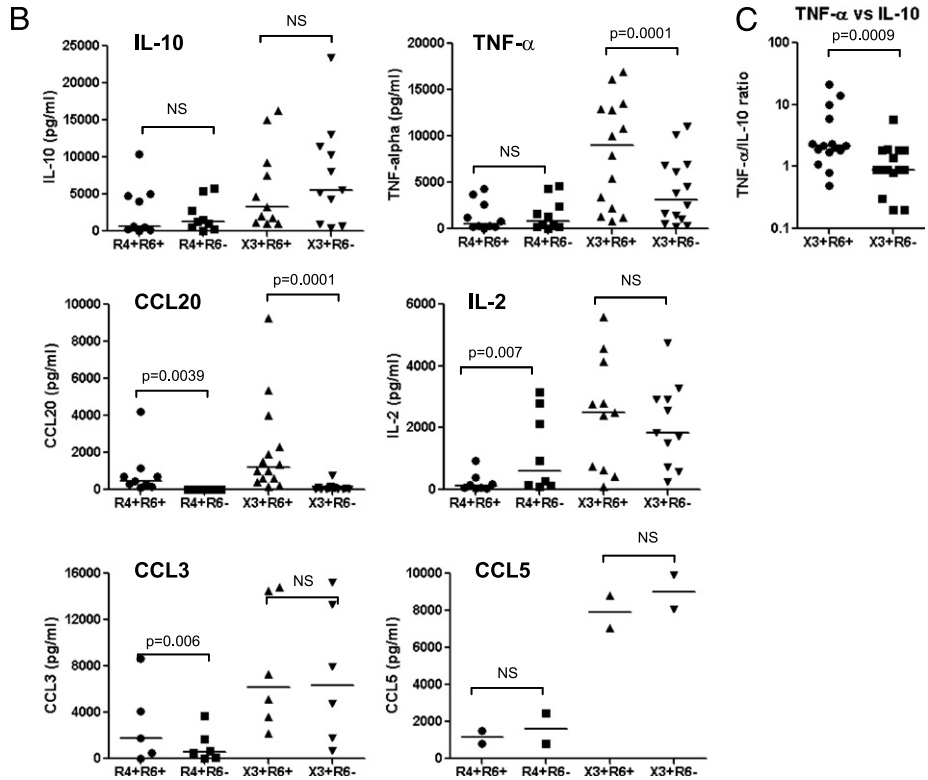 B
IL-10
NS
NS
IL-10 (pg/ml)
25000
20000
15000
10000
5000
0
R4+R6+ R4+R6- X3+R6+ X3+R6-
TNF-α
p=0.0001
NS
TNF-alpha (pg/ml)
20000
15000
10000
5000
0
R4+R6+ R4+R6- X3+R6+ X3+R6-
C
TNF-α vs IL-10
p=0.0009
TNF-α/IL-10 ratio
100
10
1
0.1
X3+R6+ X3+R6-
CCL20
p=0.0001
p=0.0039
CCL20 (pg/ml)
10000
8000
6000
4000
2000
0
R4+R6+ R4+R6- X3+R6+ X3+R6-
IL-2
NS
p=0.007
IL-2 (pg/ml)
6000
4000
2000
0
R4+R6+ R4+R6- X3+R6+ X3+R6-
CCL3
NS
p=0.006
CCL3 (pg/ml)
16000
12000
8000
4000
0
R4+R6+ R4+R6- X3+R6+ X3+R6-
CCL5
NS
NS
CCL5 (pg/ml)
10000
8000
6000
4000
2000
0
R4+R6+ R4+R6- X3+R6+ X3+R6-